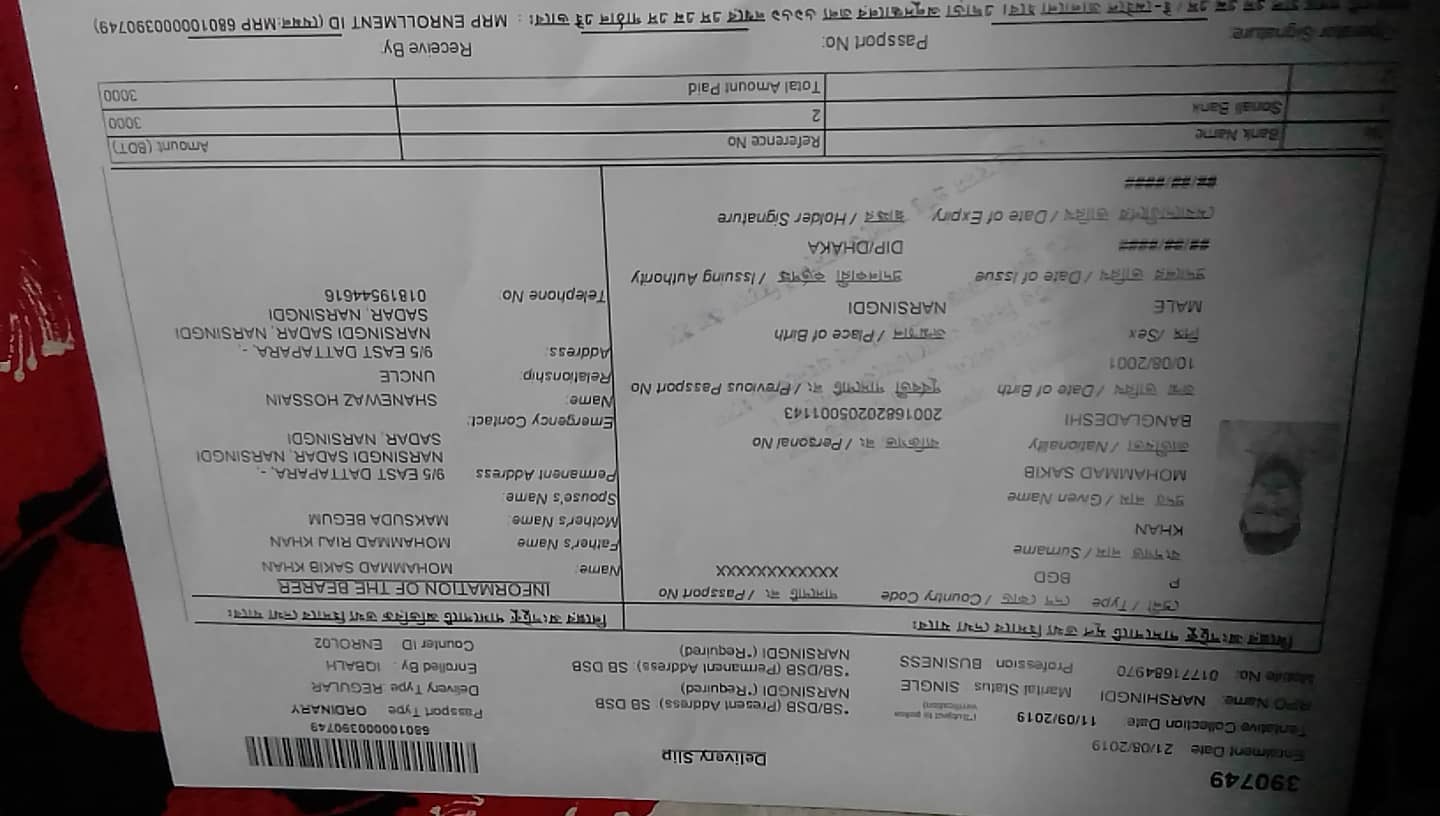 390749
Delivery Slip
Enrolment Date 21/08/2019
680100000390749
Tentative Collection Date 11/09/2019 (*Subject to police verification)
*SB/DSB (Present Address): SB DSB
NARSINGDI (*Required)
Passport Type ORDINARY
RPO Name: NARSHINGDI
Marital Status SINGLE
*SB/DSB (Permanent Address): SB DSB
NARSINGDI (*Required)
Delivery Type :REGULAR
Mobile No: 01771684970
Profession BUSINESS
Enrolled By : IQBALH
Counter ID ENROL02
নিম্নের অংশটুকু পাসপোর্টে মূল তথ্য হিসাবে দেখা যাবে:
শ্রেনী / Type দেশ কোড / Country Code পাসপোর্ট নং / Passport No
P BGD XXXXXXXXXXXX
বংশগত নাম / Surname
KHAN
প্রদত্ত নাম / Given Name
MOHAMMAD SAKIB
জাতীয়তা / Nationality ব্যক্তিগত নং / Personal No
BANGLADESHI 20016820205001143
জন্ম তারিখ / Date of Birth পূর্ববর্তী পাসপোর্ট নং / Previous Passport No
10/08/2001
লিঙ্গ /Sex জন্মস্থান / Place of Birth
MALE NARSINGDI
প্রদানের তারিখ / Date of Issue প্রদানকারী কর্তৃপক্ষ / Issuing Authority
##/##/#### DIP/DHAKA
মেয়াদোত্তীর্ণের তারিখ / Date of Expiry স্বাক্ষর / Holder Signature
##/##/####
নিম্নের অংশটুকু পাসপোর্টে অতিরিক্ত তথ্য হিসাবে দেখা যাবে:
INFORMATION OF THE BEARER
Name: MOHAMMAD SAKIB KHAN
Father's Name MOHAMMAD RIAJ KHAN
Mother's Name: MAKSUDA BEGUM
Spouse's Name:
Permanent Address 9/5 EAST DATTAPARA, -,
NARSINGDI SADAR, NARSINGDI
SADAR, NARSINGDI
Emergency Contact:
Name: SHANEWAZ HOSSAIN
Relationship: UNCLE
Address: 9/5 EAST DATTAPARA, -,
NARSINGDI SADAR, NARSINGDI
SADAR, NARSINGDI
Telephone No: 01819544616
No Bank Name Reference No Amount (BDT)
Sonali Bank 2 3000
Total Amount Paid 3000
Operator Signature: Passport No: Receive By:
এস এম এস / ই-মেইলে জানানো হবে। এছাড়া অনুসন্ধানের জন্য ৬৯৬৯ নম্বরে এস এম এস পাঠান এই ভাবে: : MRP ENROLLMENT ID (যেমন:MRP 680100000390749)